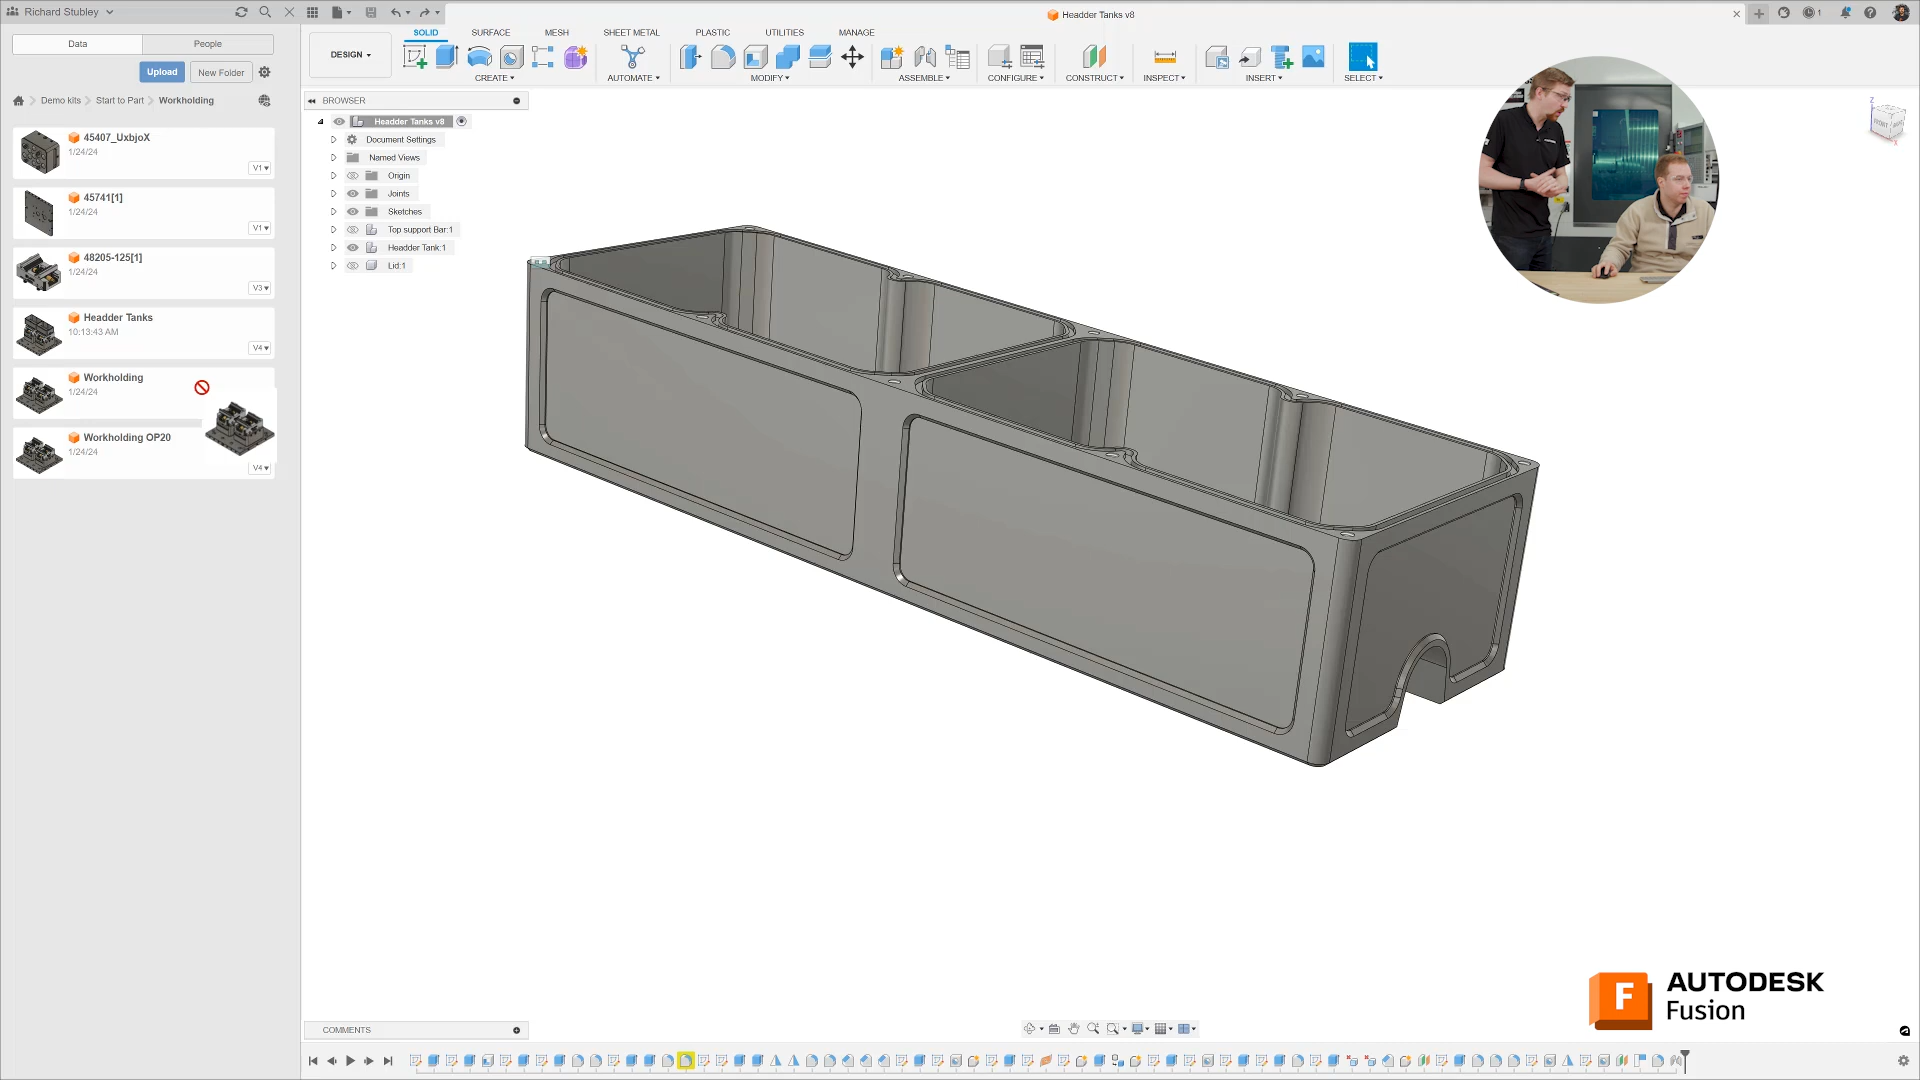 Richard Stubley
Headder Tanks v8
1
Data
People
Upload
New Folder
Demo kits
Start to Part
Workholding
45407_UxbjoX
1/24/24
V1
45741[1]
1/24/24
V1
48205-125[1]
1/24/24
V3
Headder Tanks
10:13:43 AM
V4
Workholding
1/24/24
Workholding OP20
1/24/24
V4
DESIGN
SOLID
SURFACE
MESH
SHEET METAL
PLASTIC
UTILITIES
MANAGE
CREATE
AUTOMATE
MODIFY
ASSEMBLE
CONFIGURE
CONSTRUCT
INSPECT
INSERT
SELECT
BROWSER
Headder Tanks v8
Document Settings
Named Views
Origin
Joints
Sketches
Top support Bar:1
Headder Tank:1
Lid:1
Z
FRONT
X
COMMENTS
F
AUTODESK
Fusion